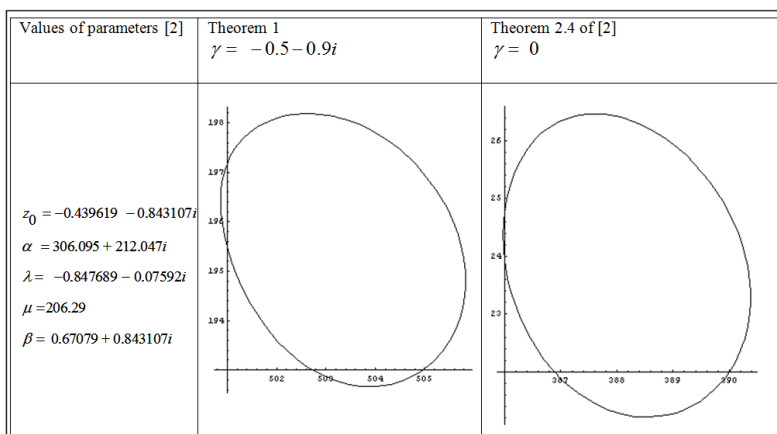 Values of parameters [2]
Theorem 1
γ = −0.5−0.9i
Theorem 2.4 of [2]
γ = 0
z₀ = −0.439619 −0.843107i
α = 306.095+212.047i
λ = −0.847689−0.07592i
μ = 206.29
β = 0.67079+0.843107i
198
197
196
195
194
502 503 504 505
26
25
24
23
387 388 389 390